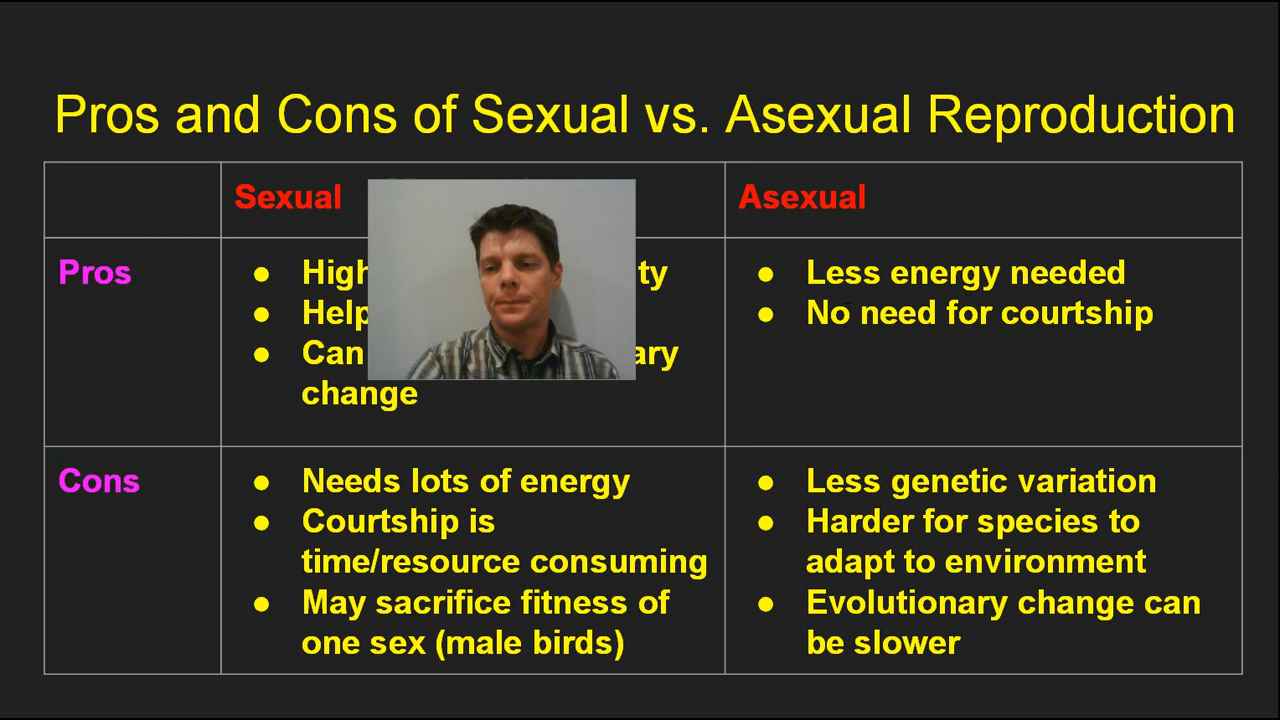 Pros and Cons of Sexual vs. Asexual Reproduction
Sexual
Asexual
Pros
● High
● Help
● Can
change
● Less energy needed
● No need for courtship
Cons
● Needs lots of energy
● Courtship is
time/resource consuming
● May sacrifice fitness of
one sex (male birds)
● Less genetic variation
● Harder for species to
adapt to environment
● Evolutionary change can
be slower